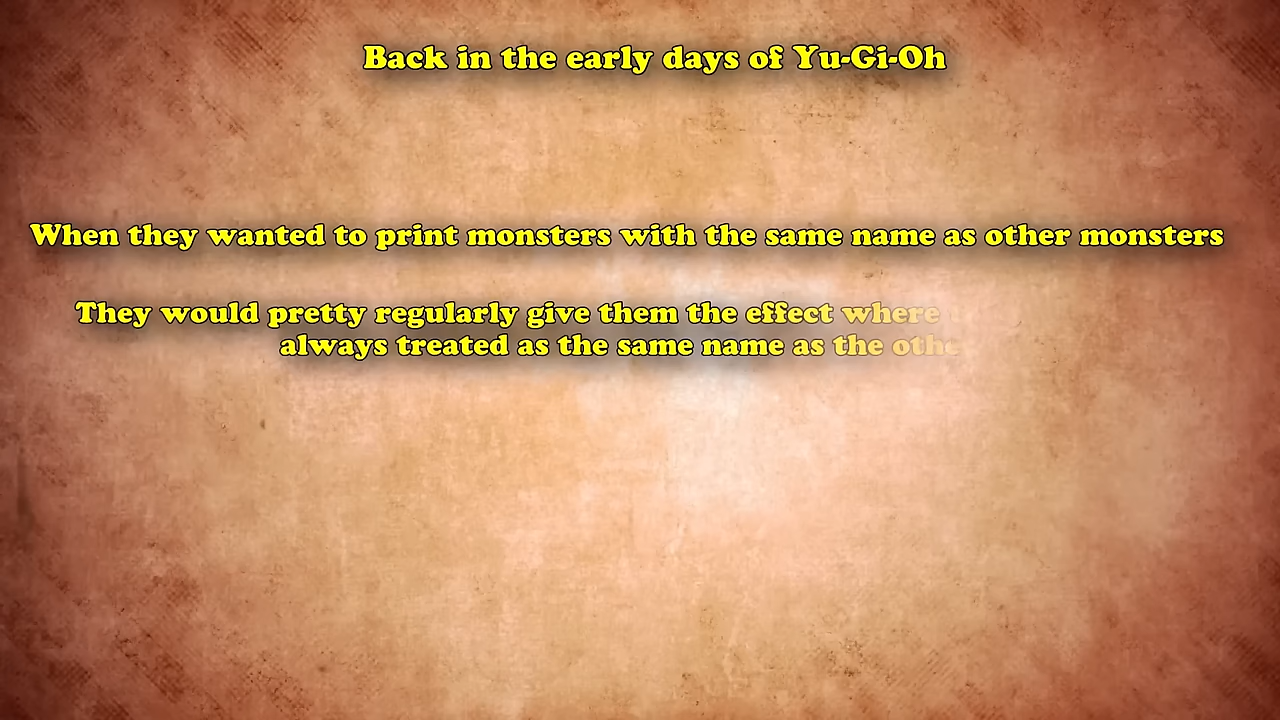 Back in the early days of Yu-Gi-Oh
When they wanted to print monsters with the same name as other monsters
They would pretty regularly give them the effect where
always treated as the same name as the